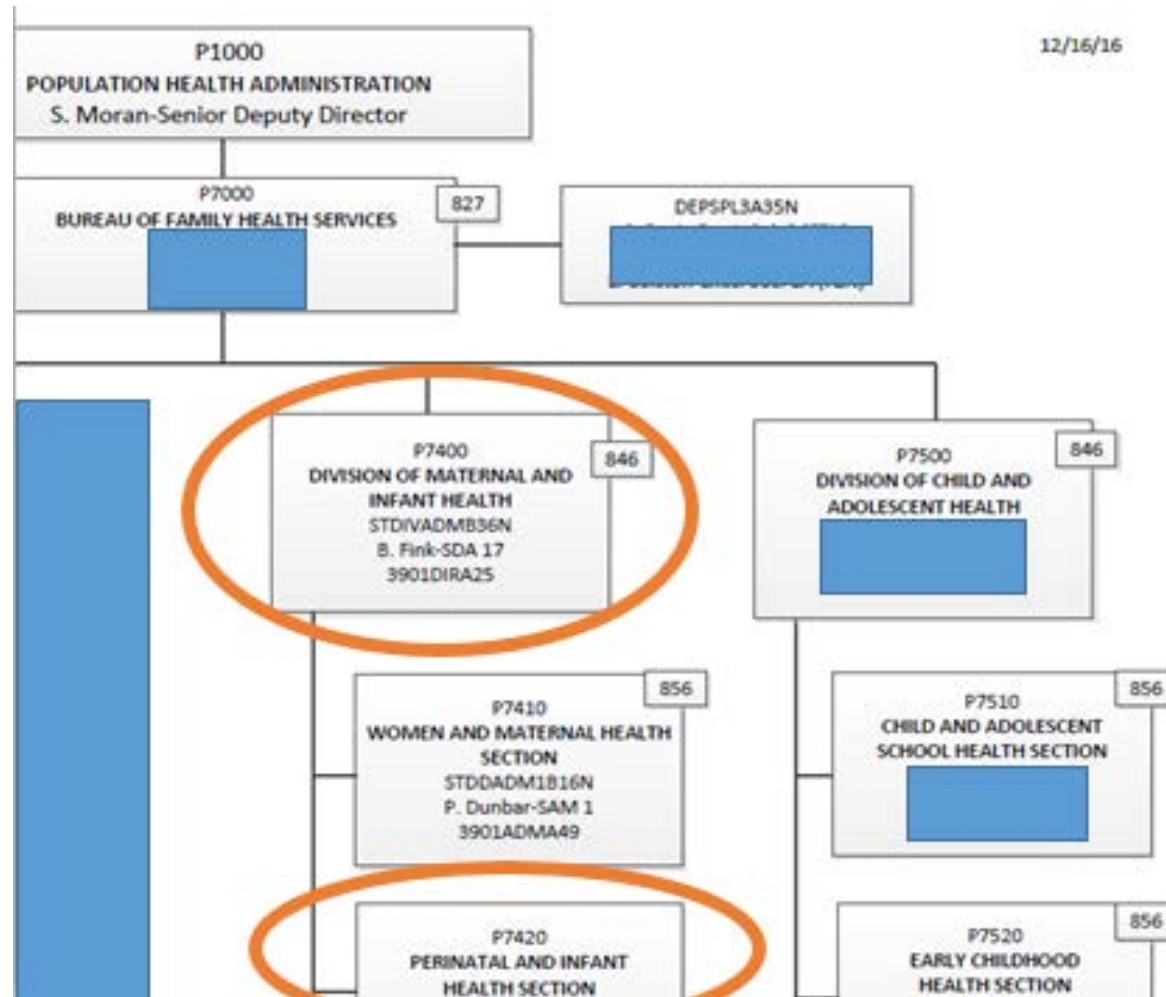 12/16/16
P1000
POPULATION HEALTH ADMINISTRATION
S. Moran-Senior Deputy Director
P7000
BUREAU OF FAMILY HEALTH SERVICES
827
DEPSPL3A35N
P7400
846
DIVISION OF MATERNAL AND
INFANT HEALTH
STDIVADMB36N
B. Fink-SDA 17
3901DIRA25
P7500
846
DIVISION OF CHILD AND
ADOLESCENT HEALTH
P7410
856
WOMEN AND MATERNAL HEALTH
SECTION
STDDADM1B16N
P. Dunbar-SAM 1
3901ADMA49
P7510
856
CHILD AND ADOLESCENT
SCHOOL HEALTH SECTION
P7420
PERINATAL AND INFANT
HEALTH SECTION
P7520
856
EARLY CHILDHOOD
HEALTH SECTION